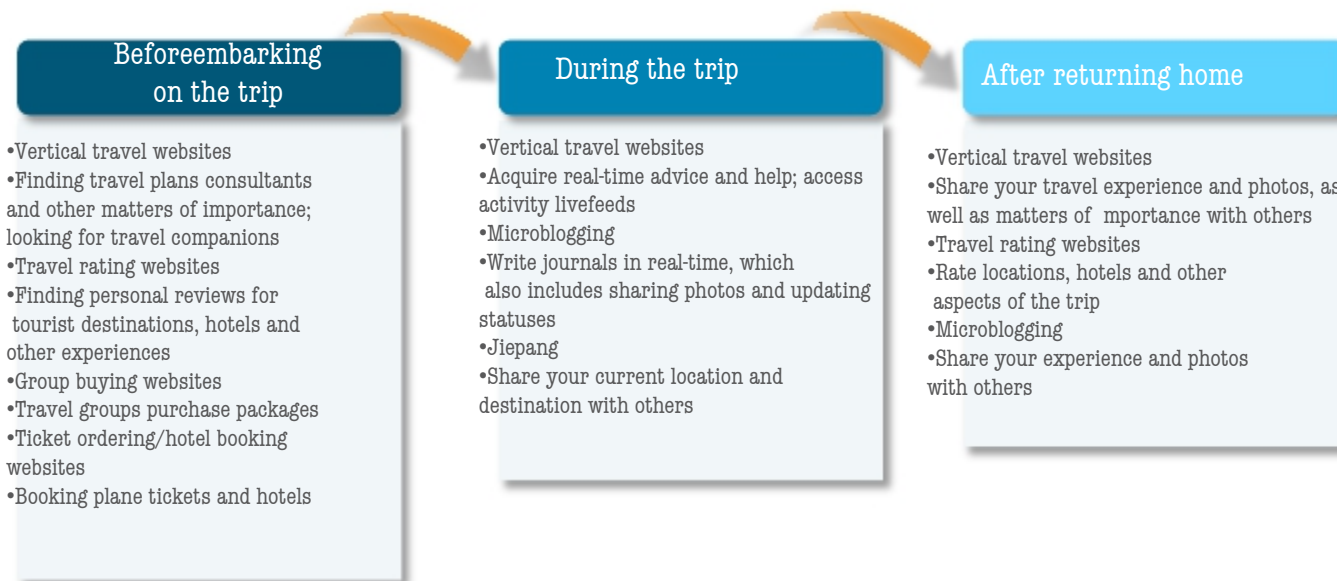 Beforeembarking
on the trip
•Vertical travel websites
•Finding travel plans consultants
and other matters of importance;
looking for travel companions
•Travel rating websites
•Finding personal reviews for
tourist destinations, hotels and
other experiences
•Group buying websites
•Travel groups purchase packages
•Ticket ordering/hotel booking
websites
•Booking plane tickets and hotels
During the trip
•Vertical travel websites
•Acquire real-time advice and help; access
activity livefeeds
•Microblogging
•Write journals in real-time, which
also includes sharing photos and updating
statuses
•Jiepang
•Share your current location and
destination with others
After returning home
•Vertical travel websites
•Share your travel experience and photos, as
well as matters of mportance with others
•Travel rating websites
•Rate locations, hotels and other
aspects of the trip
•Microblogging
•Share your experience and photos
with others